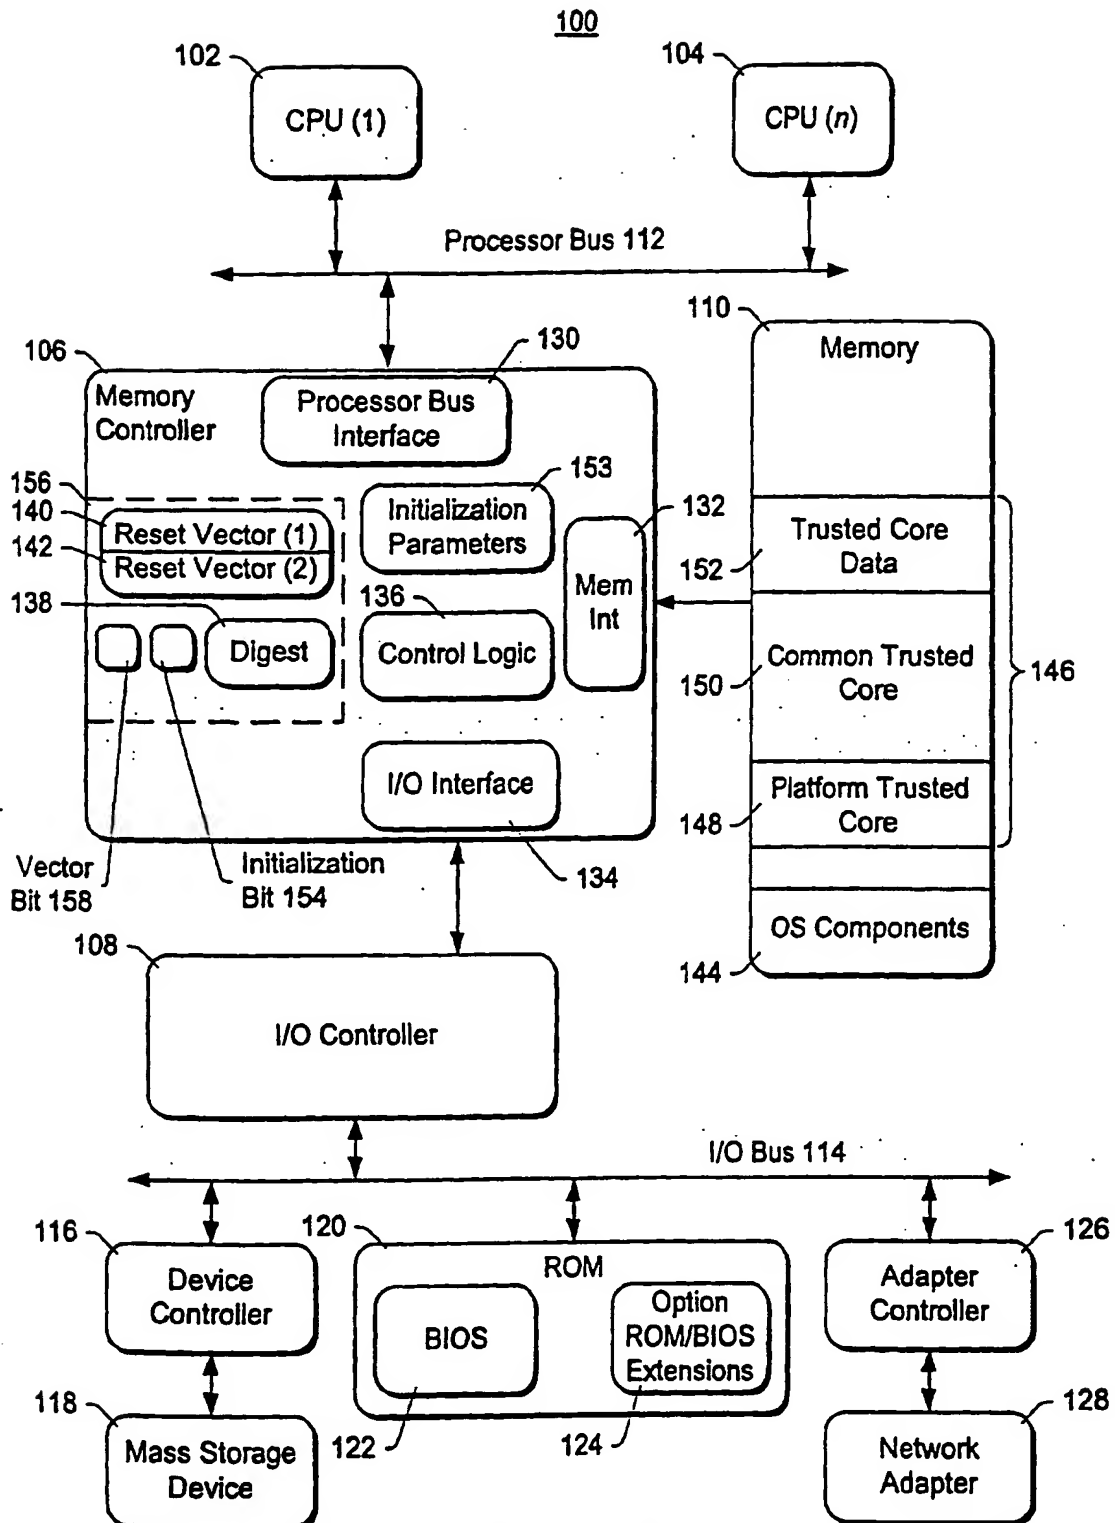 100
102
CPU (1)
104
CPU (n)
Processor Bus 112
106
Memory
Controller
130
Processor Bus
Interface
110
Memory
156
140
Reset Vector (1)
142
Reset Vector (2)
138
Digest
153
Initialization
Parameters
136
Control Logic
132
Mem
Int
I/O Interface
134
Vector
Bit 158
Initialization
Bit 154
Trusted Core
Data
152
Common Trusted
Core
150
146
Platform Trusted
Core
148
OS Components
144
108
I/O Controller
I/O Bus 114
116
Device
Controller
120
ROM
BIOS
122
Option
ROM/BIOS
Extensions
124
126
Adapter
Controller
118
Mass Storage
Device
128
Network
Adapter